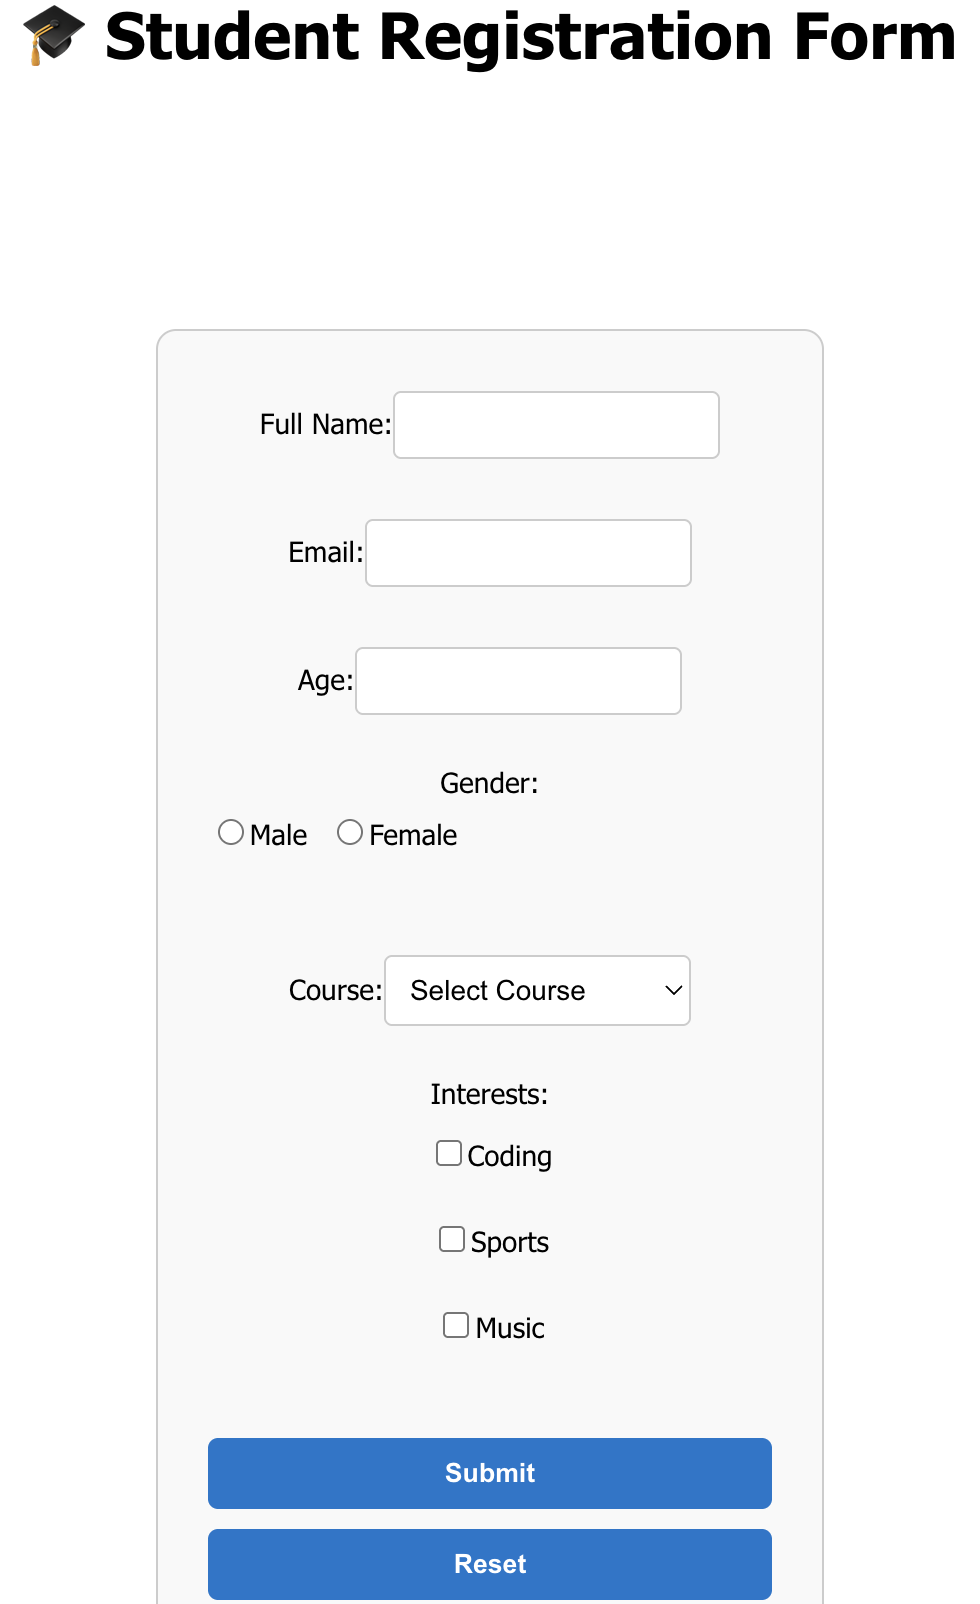 🎓 Student Registration Form
Full Name:
Email:
Age:
Gender:
Male Female
Course: Select Course
Interests:
Coding
Sports
Music
Submit
Reset